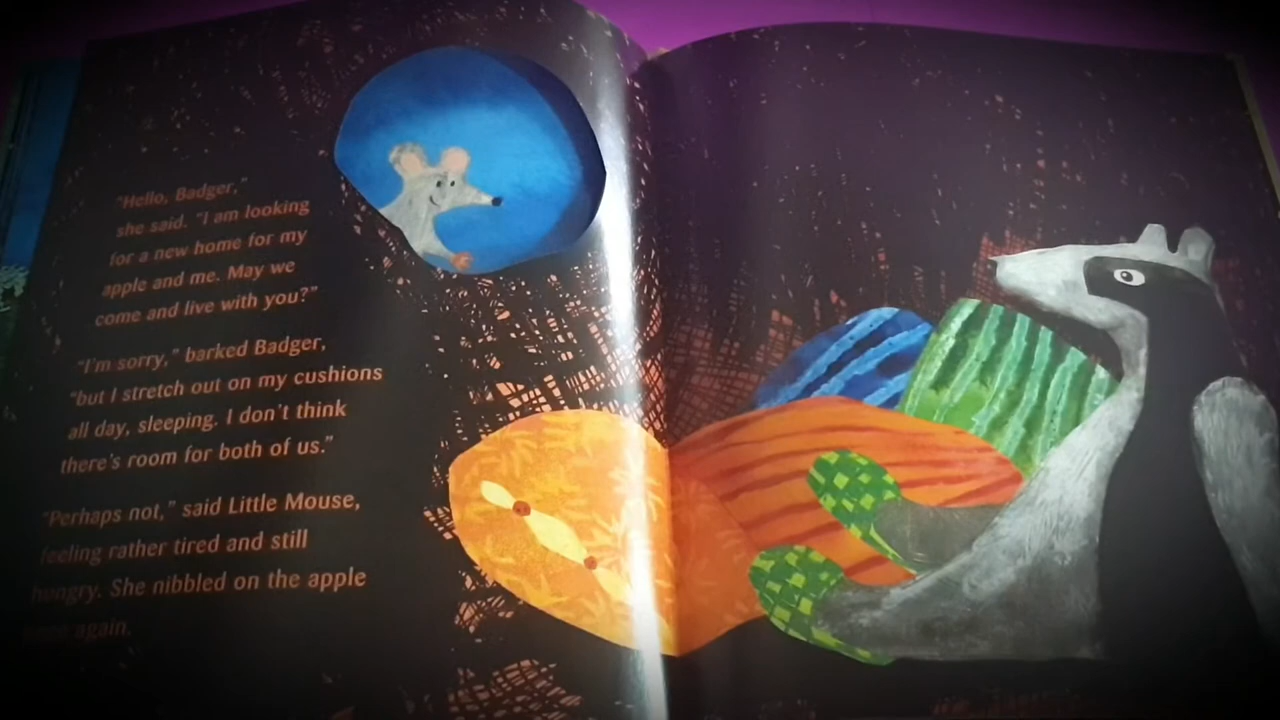 "Hello, Badger,"
she said. "I am looking
for a new home for my
apple and me. May we
come and live with you?"
"I'm sorry," barked Badger,
"but I stretch out on my cushions
all day, sleeping. I don't think
there's room for both of us."
"Perhaps not," said Little Mouse,
feeling rather tired and still
hungry. She nibbled on the apple
once again.